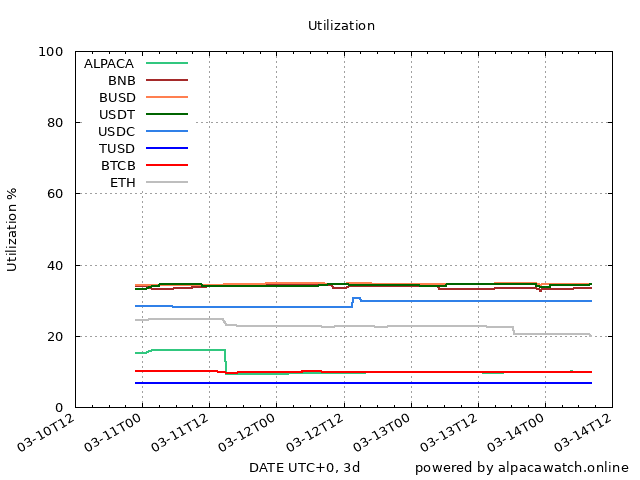 Utilization
100
80
60
40
20
0
Utilization %
ALPACA
BNB
BUSD
USDT
USDC
TUSD
BTCB
ETH
03-10T12
03-11T00
03-11T12
03-12T00
03-12T12
03-13T00
03-13T12
03-14T00
03-14T12
DATE UTC+0, 3d
powered by alpacawatch.online